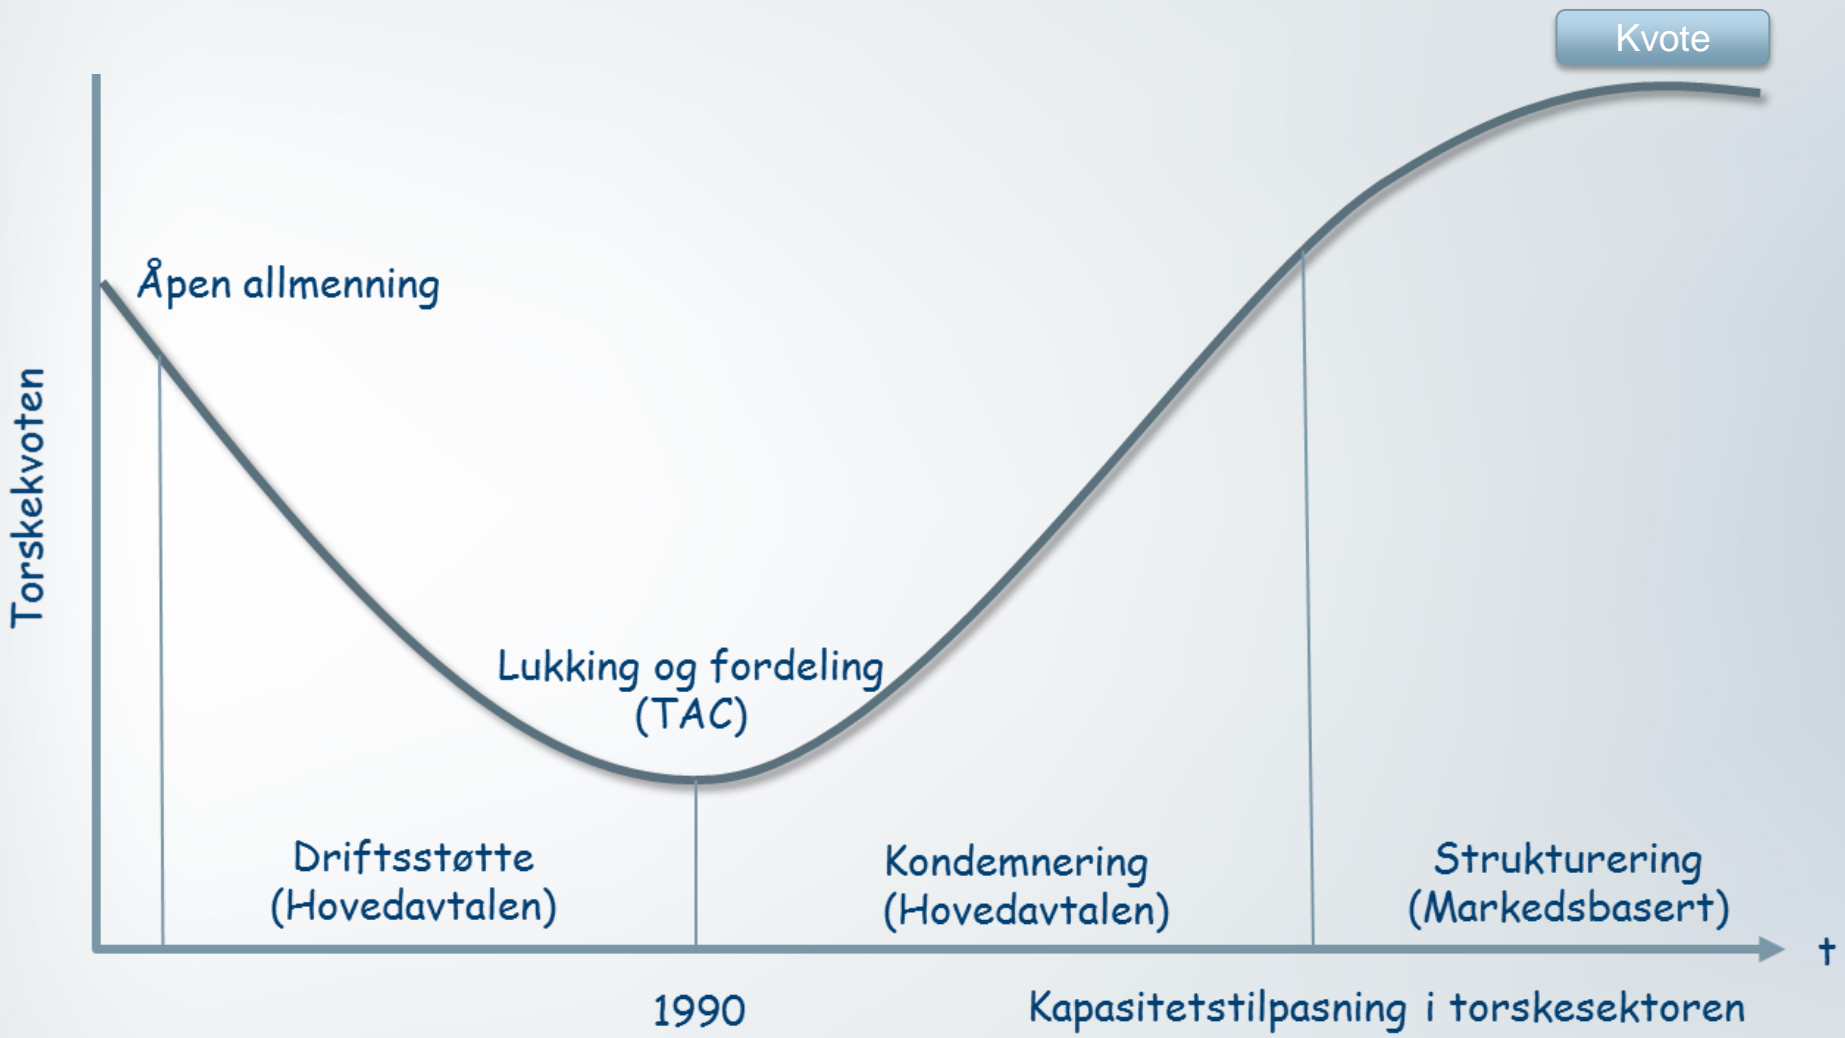 Kvote
Åpen allmenning
Torskekvoten
Lukking og fordeling
(TAC)
Driftsstøtte
(Hovedavtalen)
Kondemnering
(Hovedavtalen)
Strukturering
(Markedsbasert)
t
1990
Kapasitetstilpasning i torskesektoren